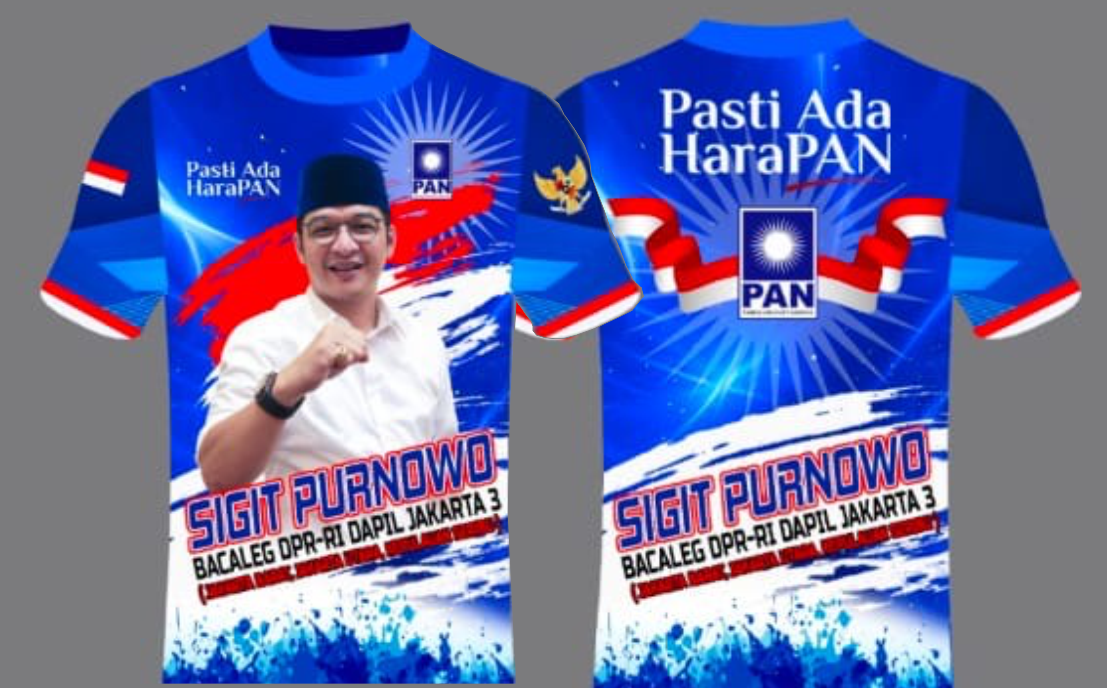 Pasti Ada
HaraPAN
PAN
SIGIT PURNOWO
BACALEG DPR-RI DAPIL JAKARTA 3
Pasti Ada
HaraPAN
PAN
SIGIT PURNOWO
BACALEG DPR-RI DAPIL JAKARTA 3